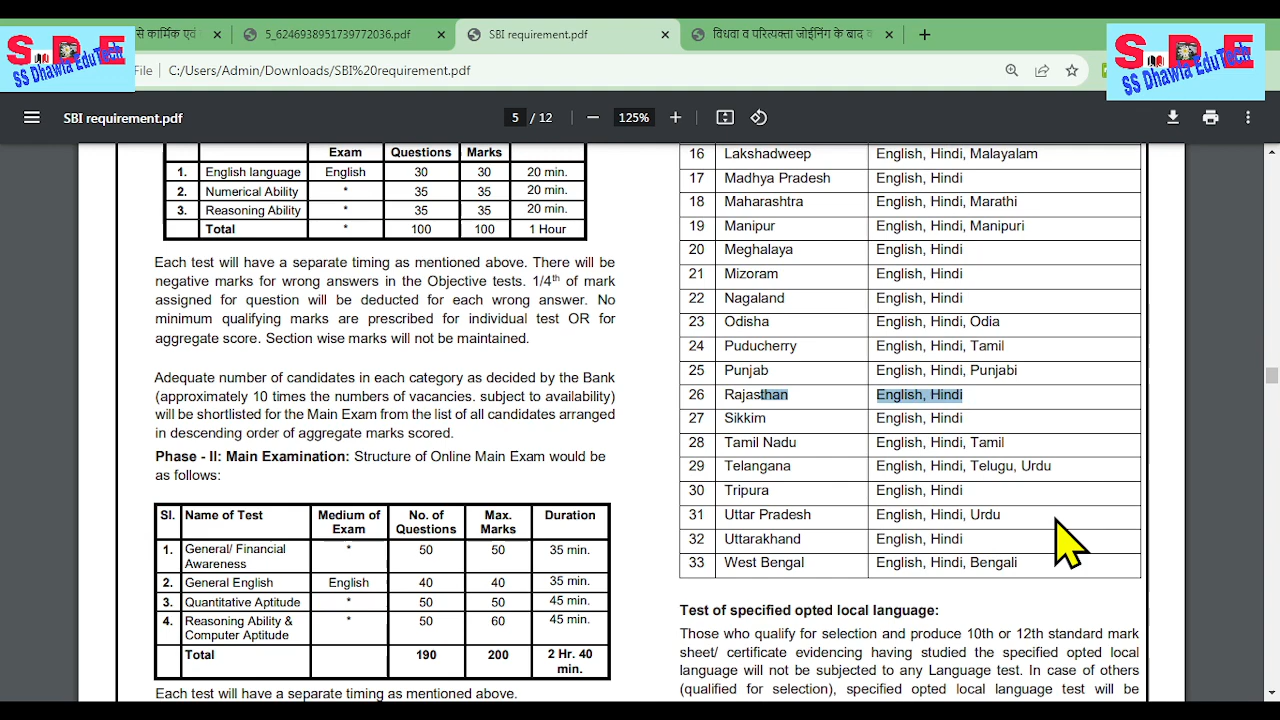 से कार्मिक एवं
5_6246938951739772036.pdf
SBI requirement.pdf
विधवा व परित्यक्ता जोईनिंग के बाद
SDE
SS Dhawla EduTech
SDE
SS Dhawla EduTech
File
C:/Users/Admin/Downloads/SBI%20requirement.pdf
SBI requirement.pdf
5 / 12
125%
Exam Questions Marks
1. English language English 30 30 20 min.
2. Numerical Ability * 35 35 20 min.
3. Reasoning Ability * 35 35 20 min.
Total * 100 100 1 Hour
Each test will have a separate timing as mentioned above. There will be
negative marks for wrong answers in the Objective tests. 1/4th of mark
assigned for question will be deducted for each wrong answer. No
minimum qualifying marks are prescribed for individual test OR for
aggregate score. Section wise marks will not be maintained.
Adequate number of candidates in each category as decided by the Bank
(approximately 10 times the numbers of vacancies. subject to availability)
will be shortlisted for the Main Exam from the list of all candidates arranged
in descending order of aggregate marks scored.
Phase - II: Main Examination: Structure of Online Main Exam would be
as follows:
Sl. Name of Test Medium of No. of Max. Duration
Exam Questions Marks
1. General/ Financial * 50 50 35 min.
Awareness
2. General English English 40 40 35 min.
3. Quantitative Aptitude * 50 50 45 min.
4. Reasoning Ability & * 50 60 45 min.
Computer Aptitude
Total 190 200 2 Hr. 40
min.
Each test will have a separate timing as mentioned above.
16 Lakshadweep English, Hindi, Malayalam
17 Madhya Pradesh English, Hindi
18 Maharashtra English, Hindi, Marathi
19 Manipur English, Hindi, Manipuri
20 Meghalaya English, Hindi
21 Mizoram English, Hindi
22 Nagaland English, Hindi
23 Odisha English, Hindi, Odia
24 Puducherry English, Hindi, Tamil
25 Punjab English, Hindi, Punjabi
26 Rajasthan English, Hindi
27 Sikkim English, Hindi
28 Tamil Nadu English, Hindi, Tamil
29 Telangana English, Hindi, Telugu, Urdu
30 Tripura English, Hindi
31 Uttar Pradesh English, Hindi, Urdu
32 Uttarakhand English, Hindi
33 West Bengal English, Hindi, Bengali
Test of specified opted local language:
Those who qualify for selection and produce 10th or 12th standard mark
sheet/ certificate evidencing having studied the specified opted local
language will not be subjected to any Language test. In case of others
(qualified for selection), specified opted local language test will be